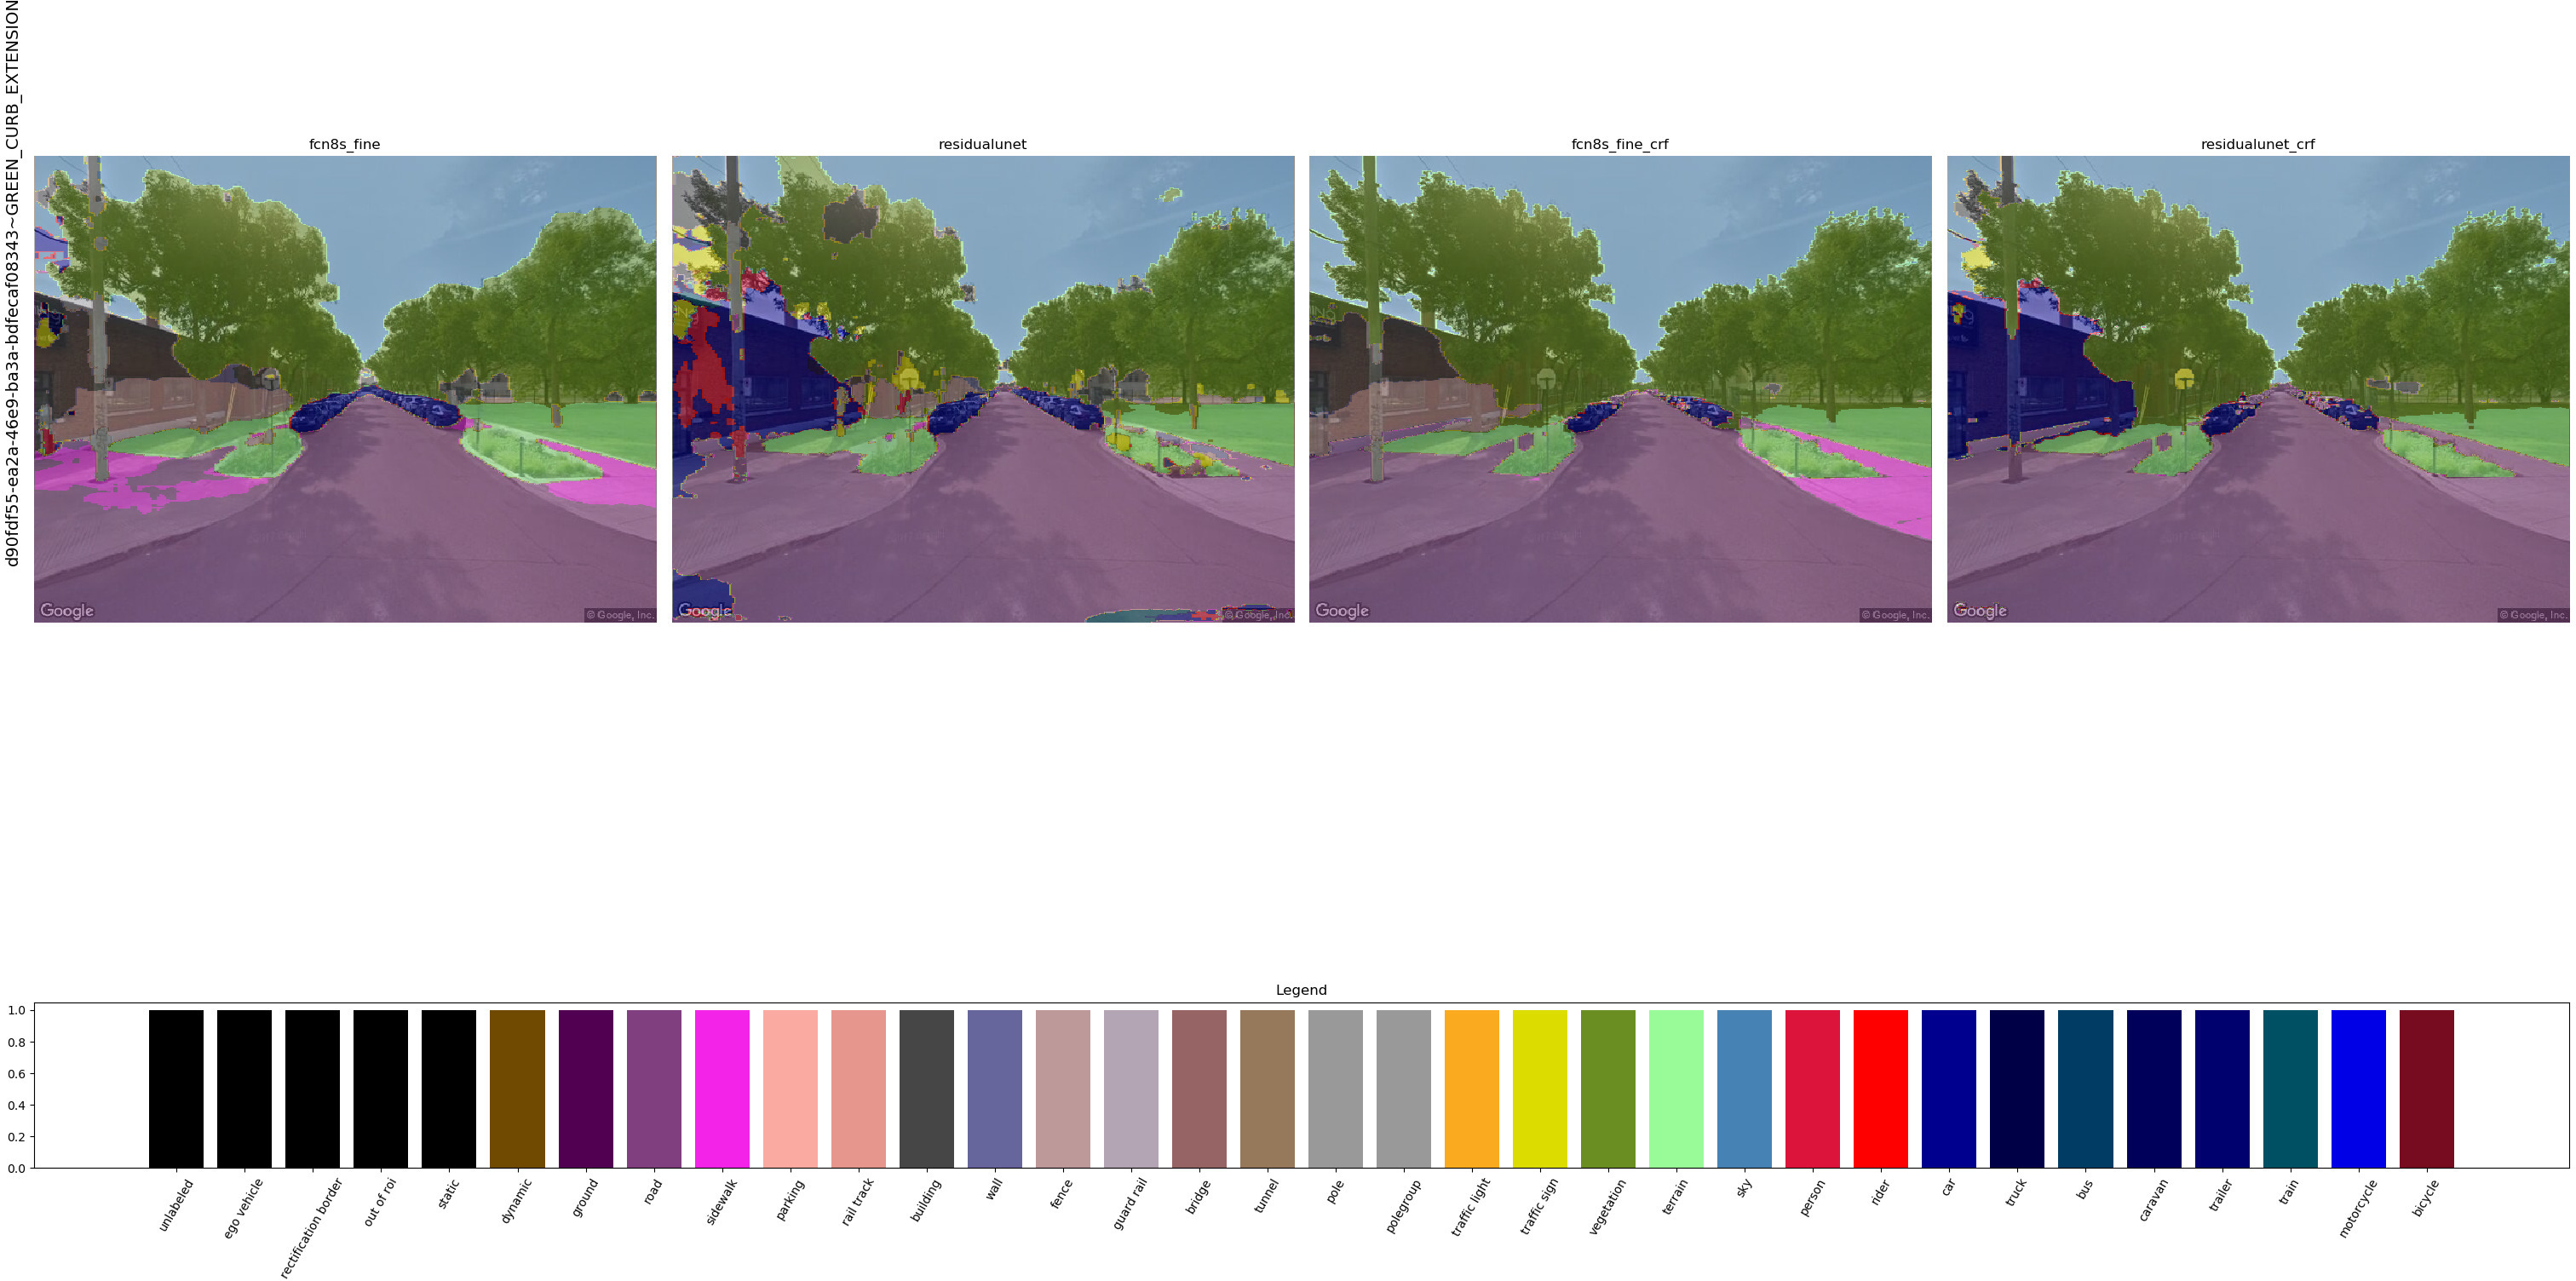 d90fdf55-ea2a-46e9-ba3a-bdfecaf08343~GREEN_CURB_EXTENSION
fcn8s_fine
residualunet
fcn8s_fine_crf
residualunet_crf
Google
© Google, Inc.
Google
© Google, Inc.
Google
© Google, Inc.
Google
© Google, Inc.
Legend
1.0
0.8
0.6
0.4
0.2
0.0
unlabeled
ego vehicle
rectification border
out of roi
static
dynamic
ground
road
sidewalk
parking
rail track
building
wall
fence
guard rail
bridge
tunnel
pole
polegroup
traffic light
traffic sign
vegetation
terrain
sky
person
rider
car
truck
bus
caravan
trailer
train
motorcycle
bicycle